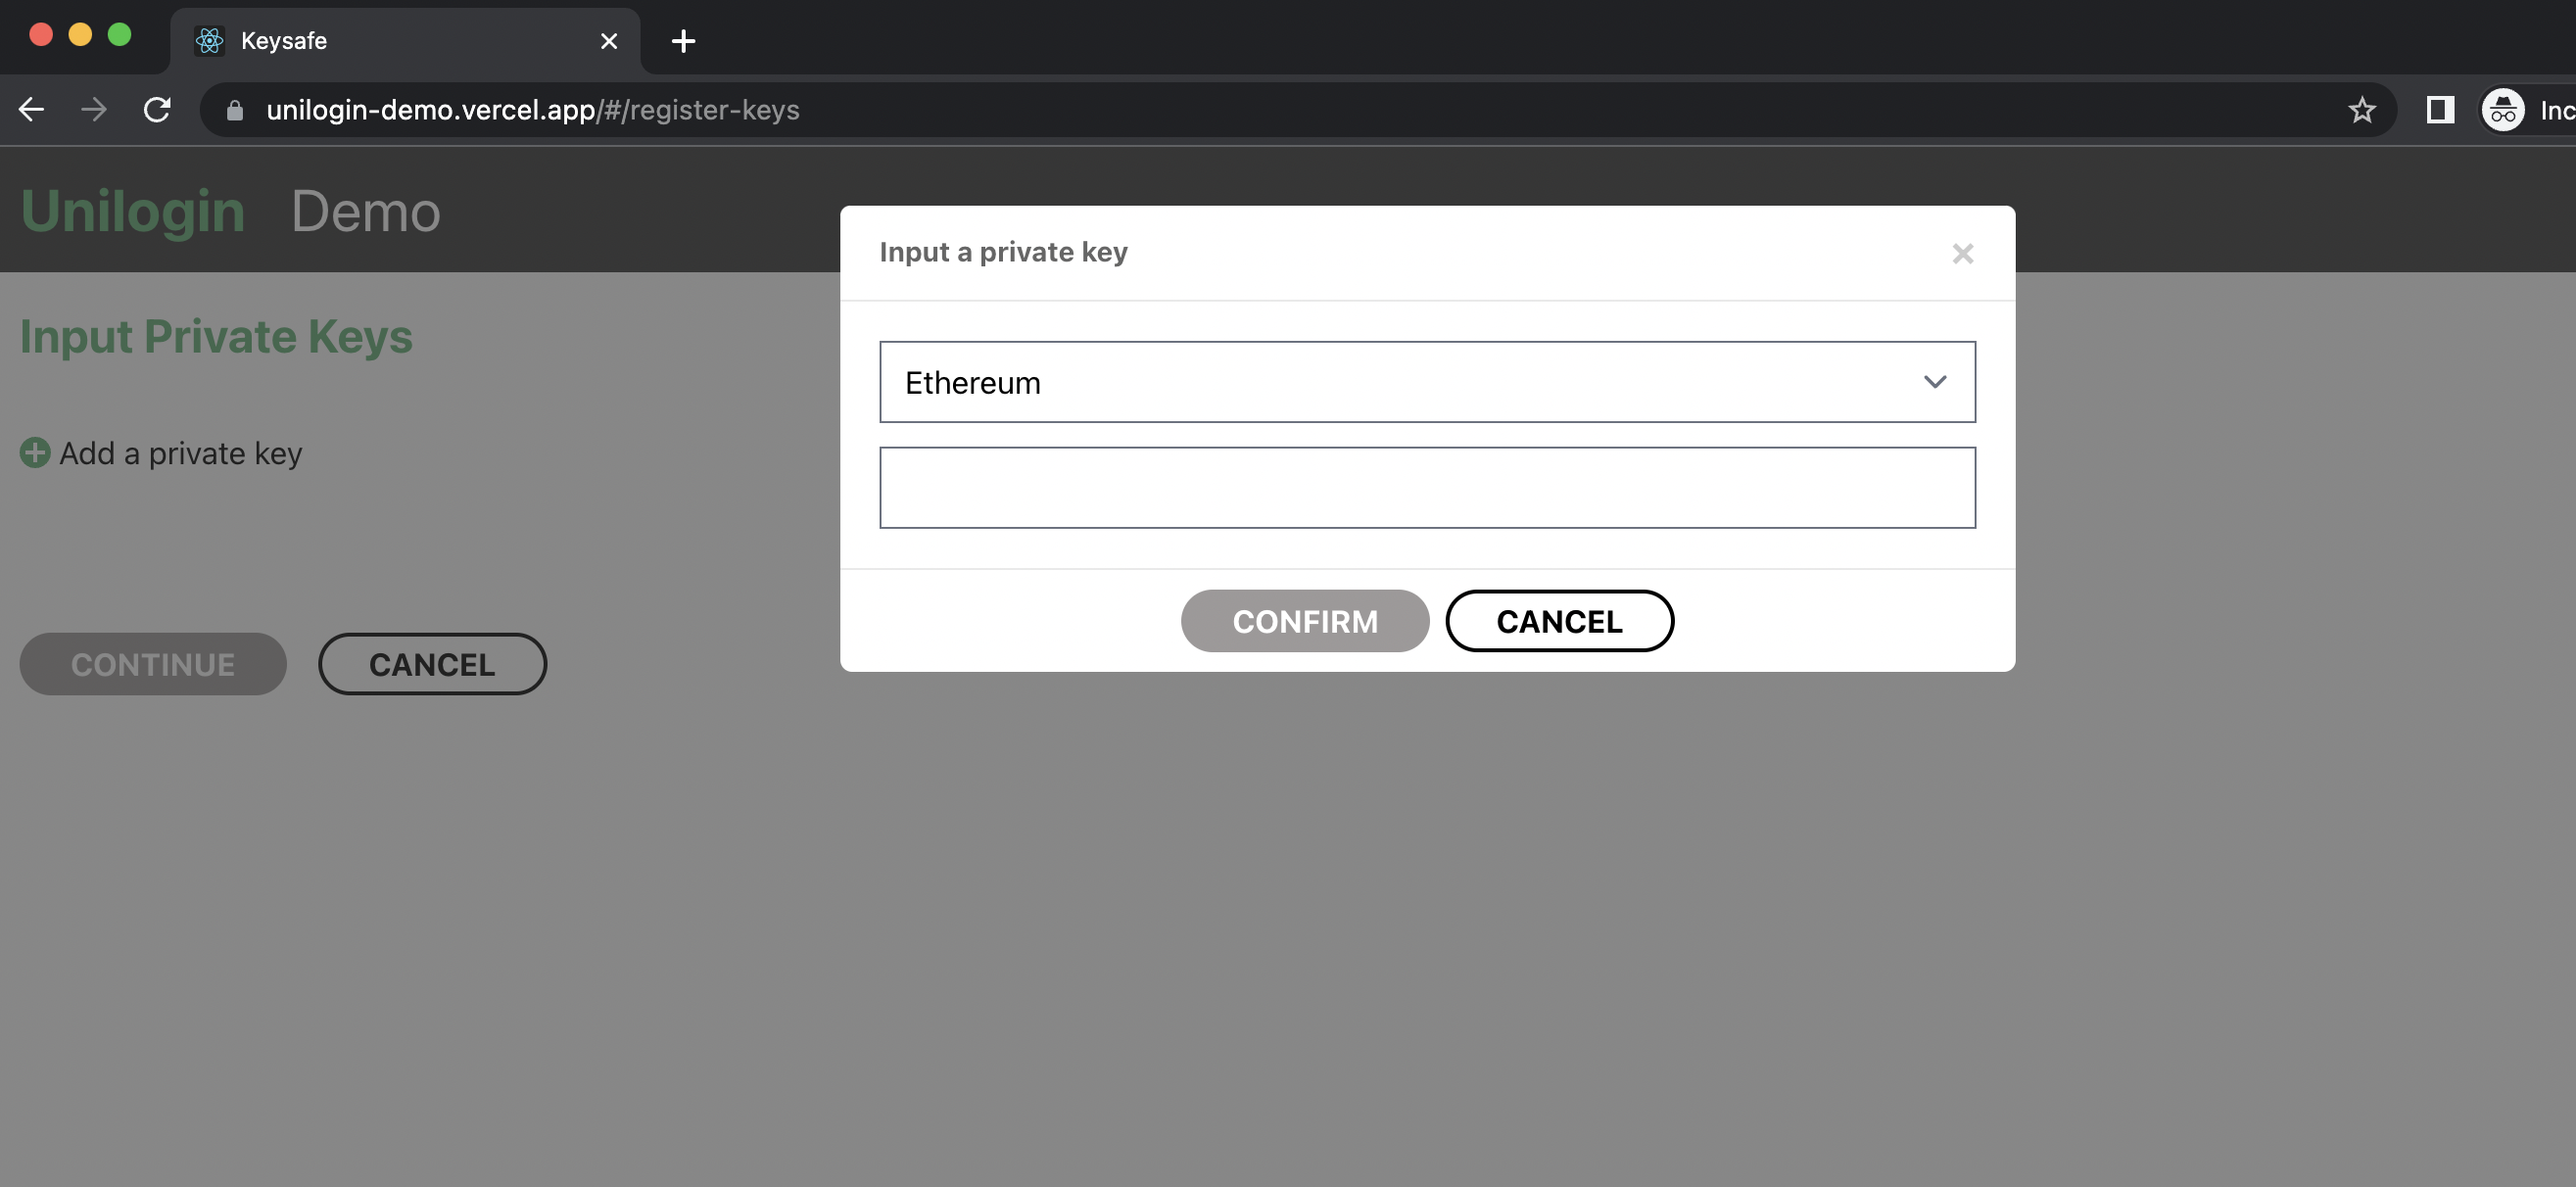 Keysafe
unilogin-demo.vercel.app/#/register-keys
Inc
Unilogin Demo
Input Private Keys
Add a private key
CONTINUE CANCEL
Input a private key
Ethereum
CONFIRM CANCEL